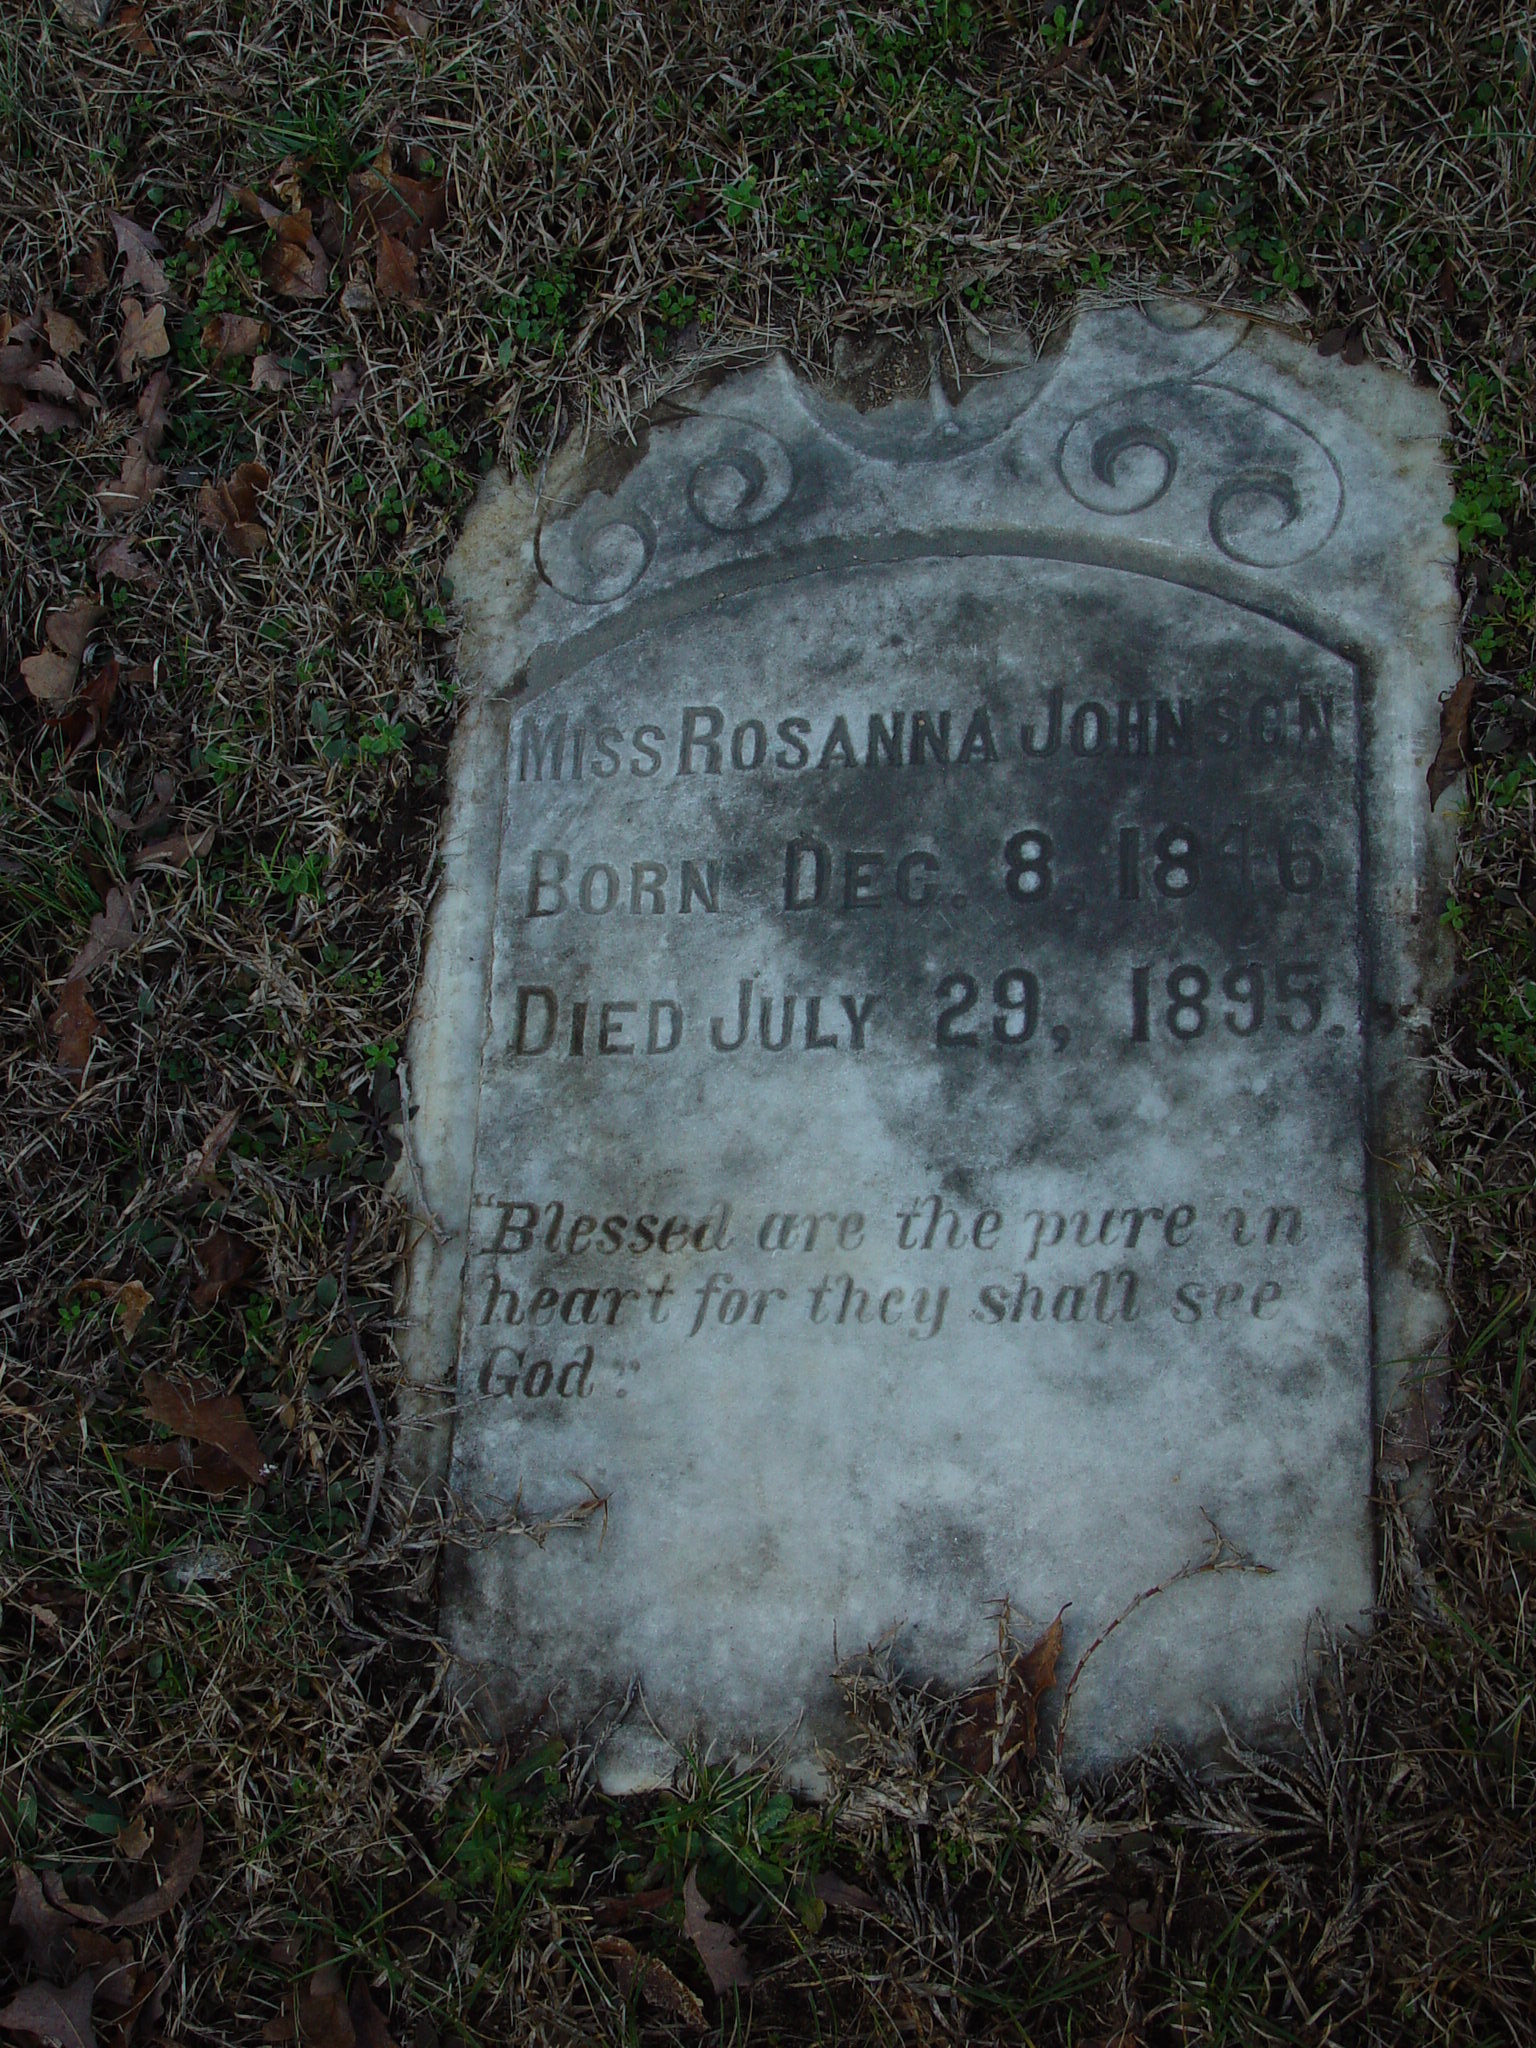 MISS ROSANNA JOHNSON
BORN DEC. 8, 1846
DIED JULY 29, 1895.
"Blessed are the pure in
heart for they shall see
God."